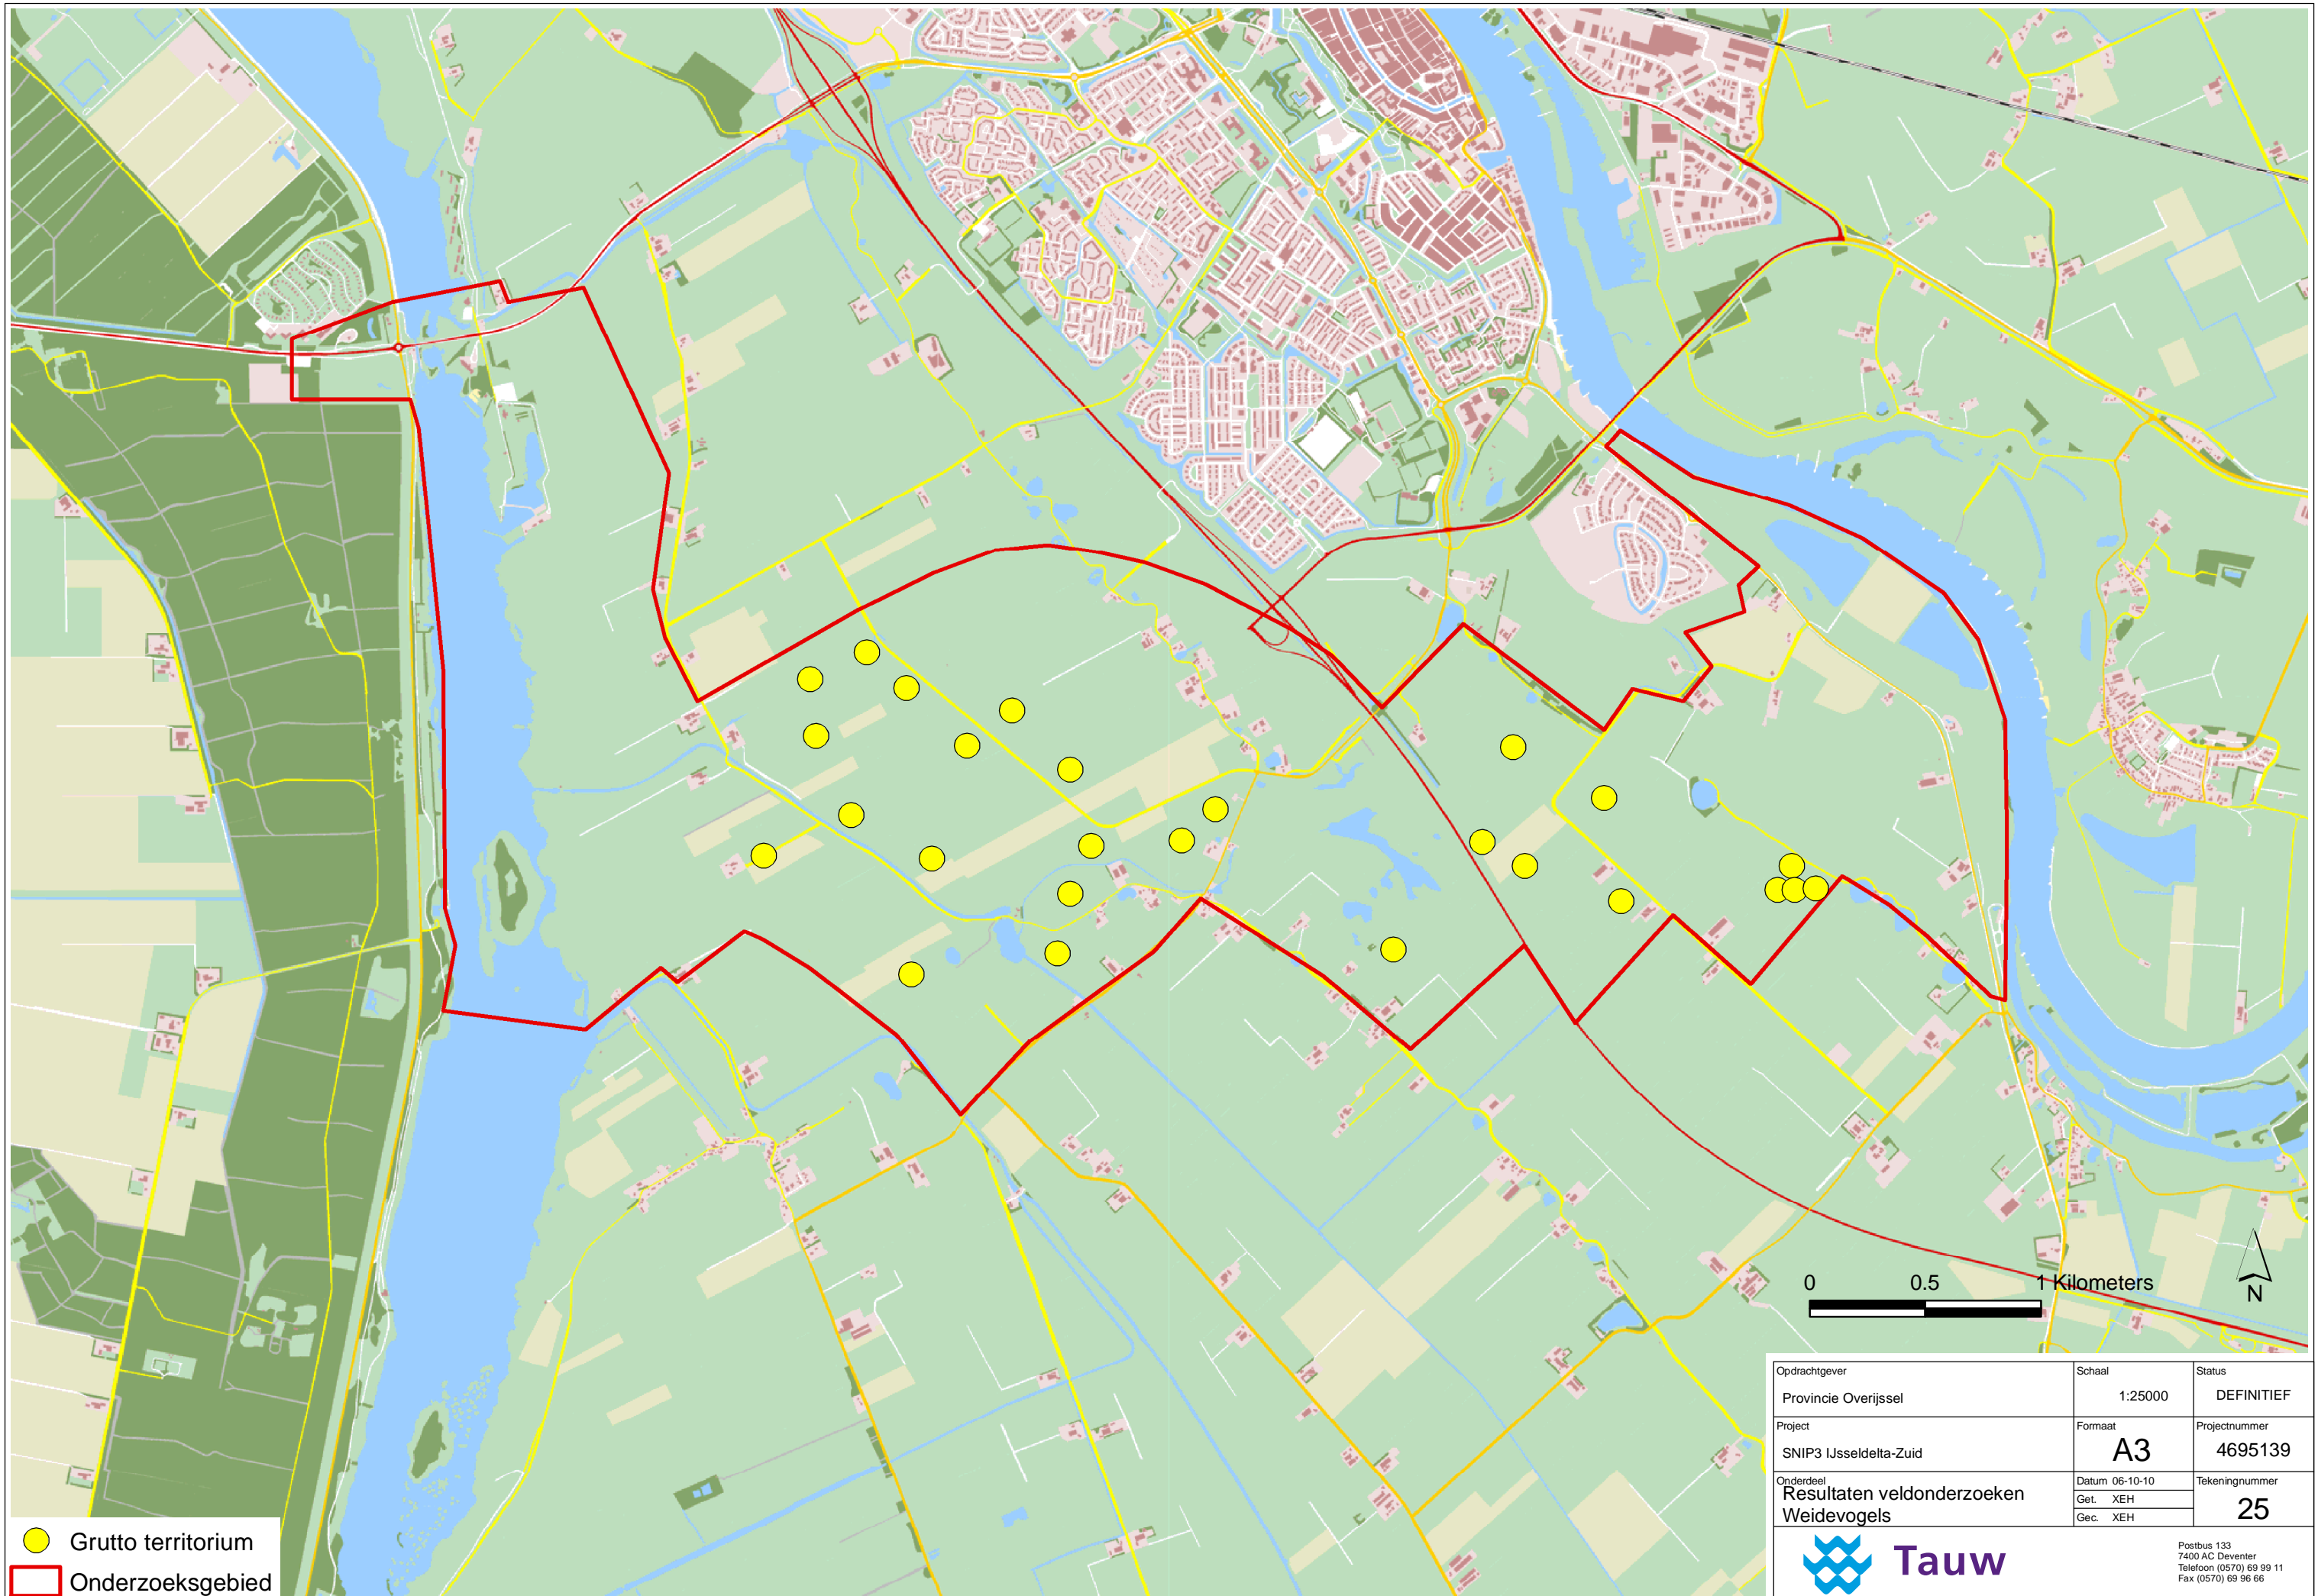 0 0.5 1 Kilometers
N
Opdrachtgever
Provincie Overijssel
Schaal
1:25000
Status
DEFINITIEF
Project
SNIP3 IJsseldelta-Zuid
Formaat
A3
Projectnummer
4695139
Onderdeel
Resultaten veldonderzoeken
Weidevogels
Datum 06-10-10
Get. XEH
Gec. XEH
Tekeningnummer
25
Tauw
Postbus 133
7400 AC Deventer
Telefoon (0570) 69 99 11
Fax (0570) 69 96 66
Grutto territorium
Onderzoeksgebied